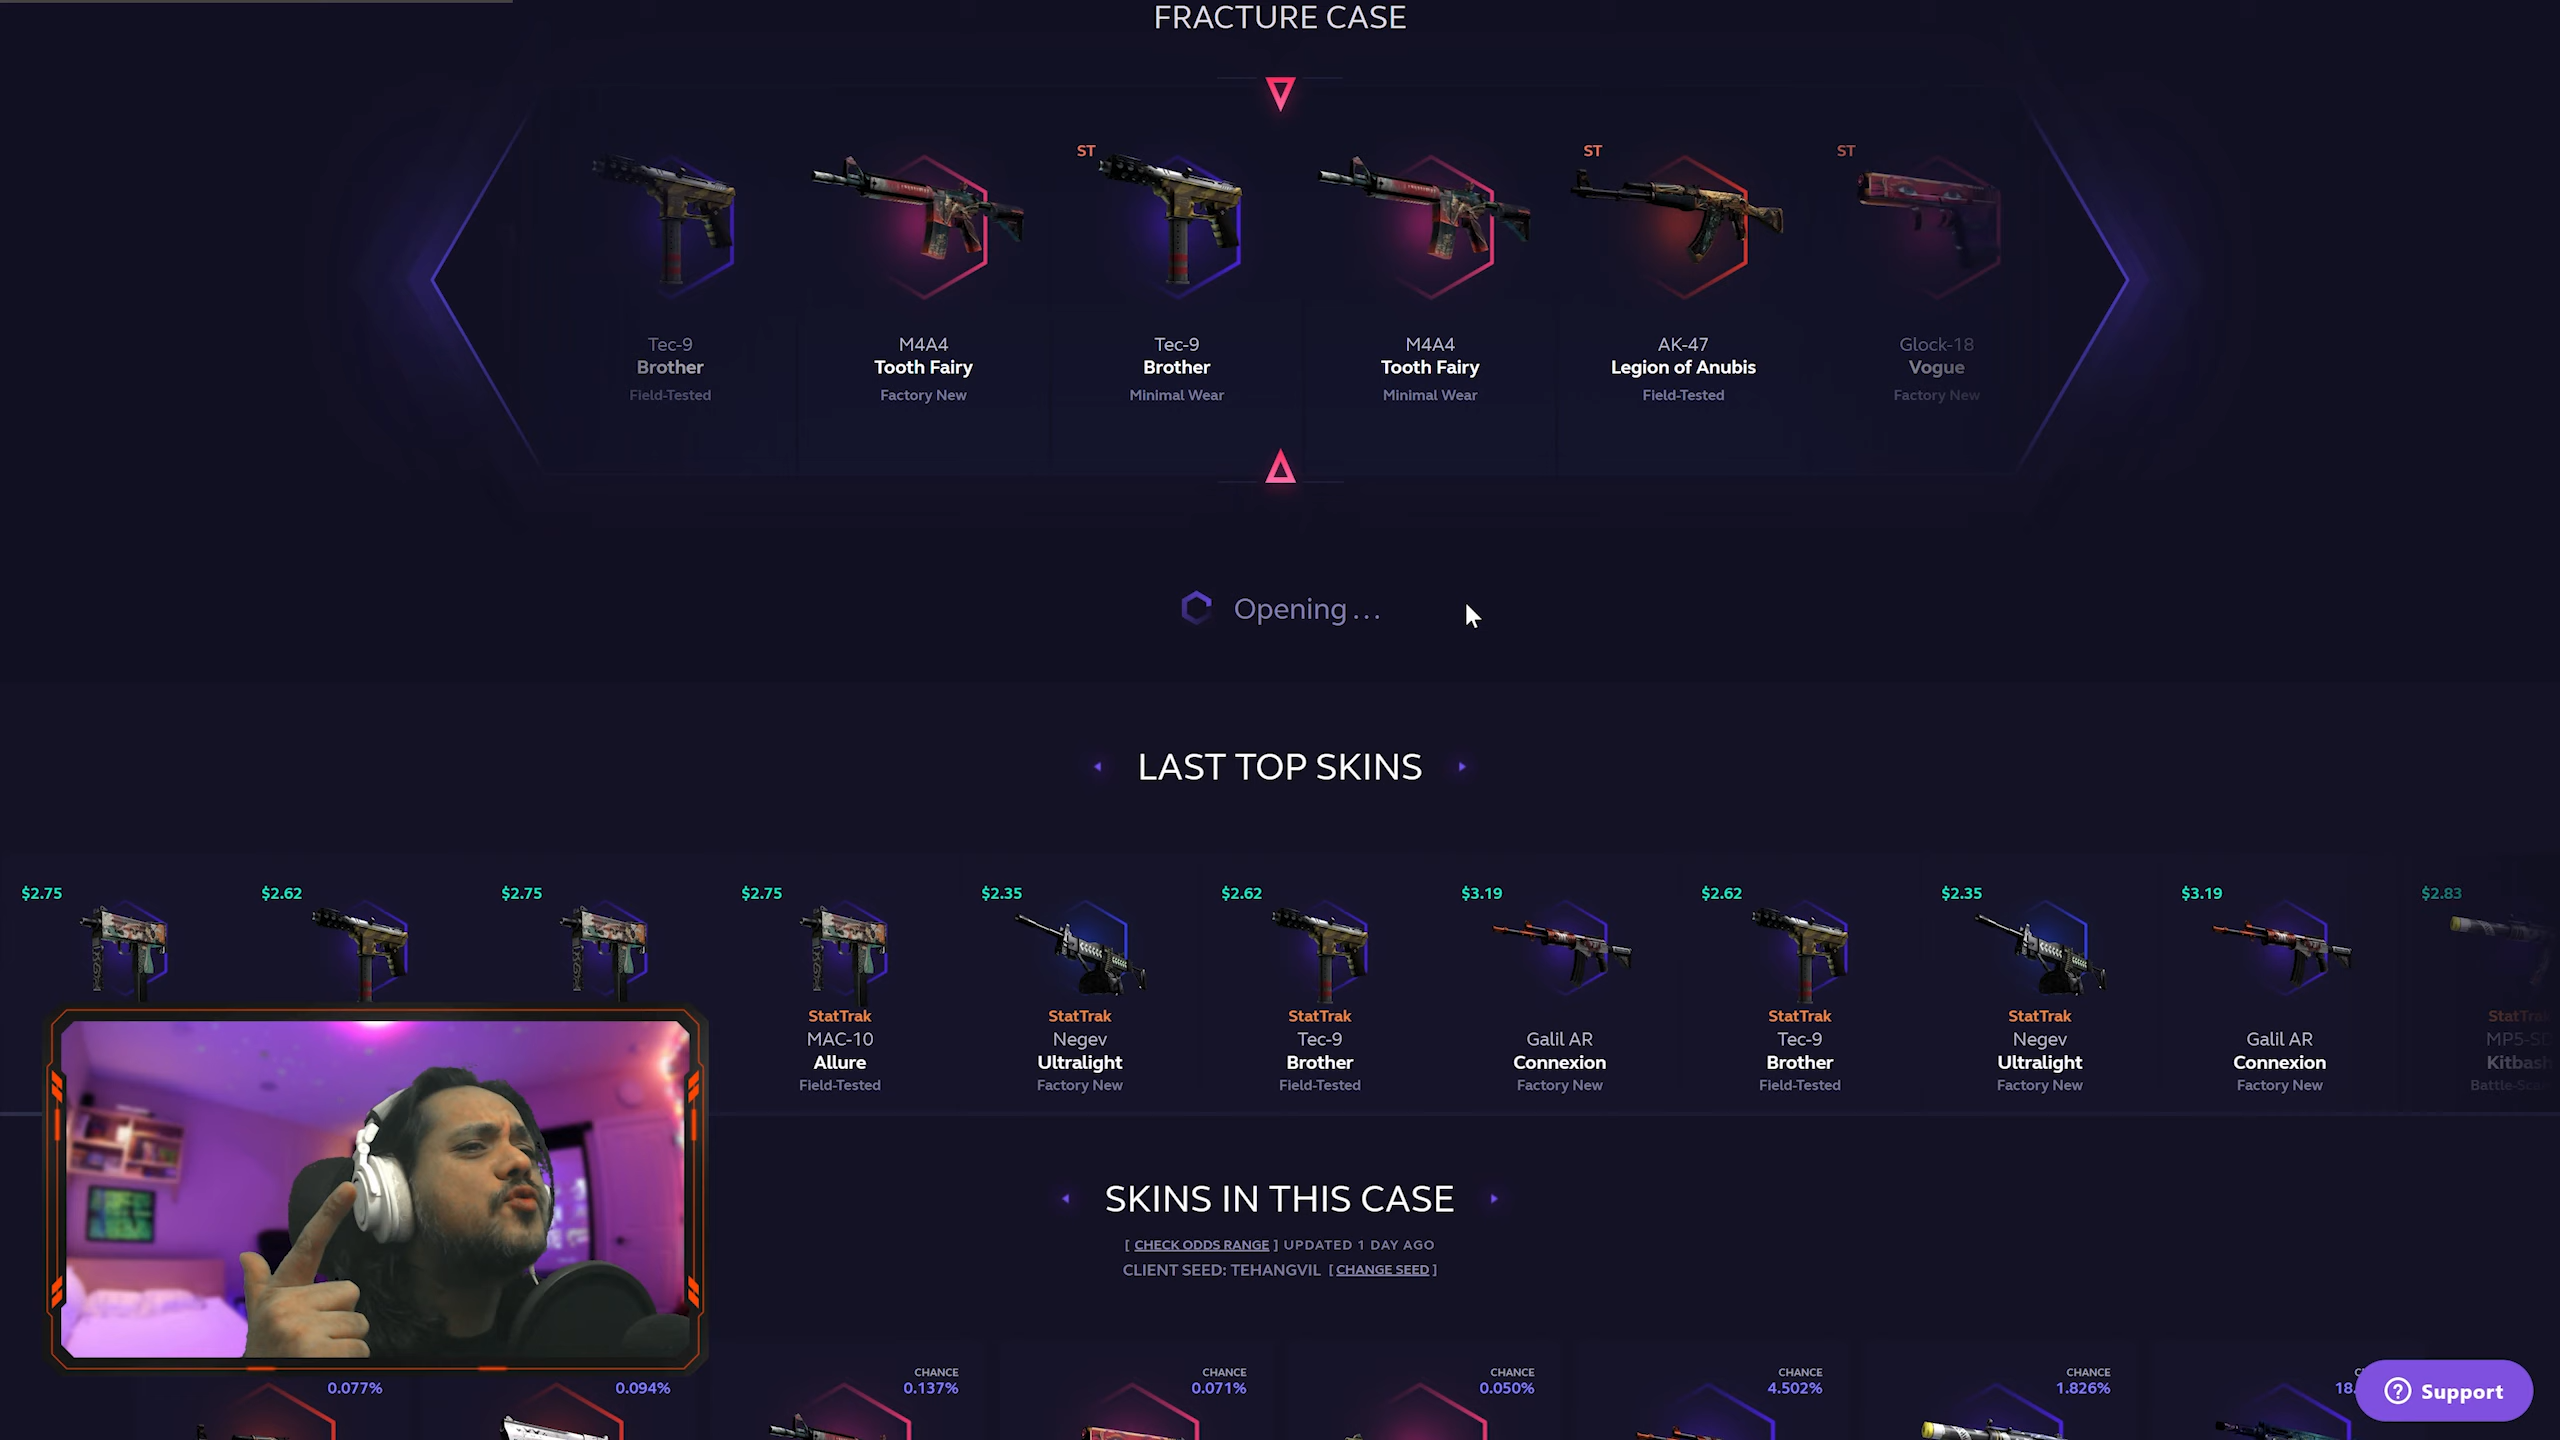 FRACTURE CASE
ST
ST
ST
Tec-9
Brother
Field-Tested
M4A4
Tooth Fairy
Factory New
Tec-9
Brother
Minimal Wear
M4A4
Tooth Fairy
Minimal Wear
AK-47
Legion of Anubis
Field-Tested
Glock-18
Vogue
Factory New
Opening...
LAST TOP SKINS
$2.75
$2.62
$2.75
$2.75
StatTrak
MAC-10
Allure
Field-Tested
$2.35
StatTrak
Negev
Ultralight
Factory New
$2.62
StatTrak
Tec-9
Brother
Field-Tested
$3.19
Galil AR
Connexion
Factory New
$2.62
StatTrak
Tec-9
Brother
Field-Tested
$2.35
StatTrak
Negev
Ultralight
Factory New
$3.19
Galil AR
Connexion
Factory New
$2.83
StatTra
MP5-SD
Kitbash
Battle-Scar
SKINS IN THIS CASE
[ CHECK ODDS RANGE ] UPDATED 1 DAY AGO
CLIENT SEED: TEHANGVIL [ CHANGE SEED ]
0.077%
0.094%
CHANCE
0.137%
CHANCE
0.071%
CHANCE
0.050%
CHANCE
4.502%
CHANCE
1.826%
18.
Support